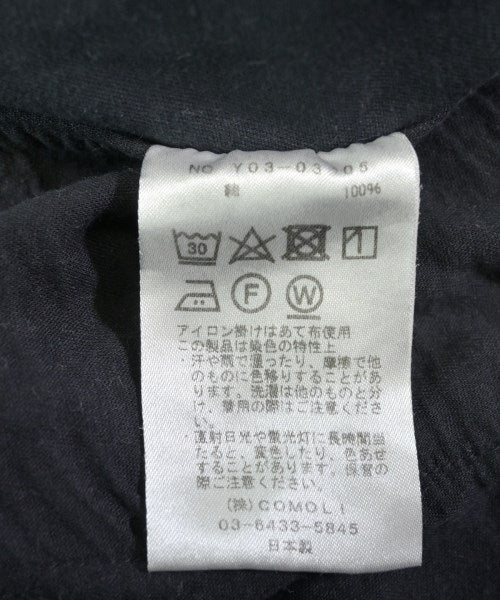 NO Y03-03 05
綿 100%
30
F W
アイロン掛けはあて布使用
この製品は染色の特性上
・汗や雨で湿ったり、摩擦で他
のものに色移りすることがあ
ります。洗濯は他のものと分
け、着用の際はご注意くださ
い。
・直射日光や蛍光灯に長時間当
たると、変色したり、色あせ
することがあります。保管の
際にご注意ください。
(株)COMOLI
03-6433-5845
日本製